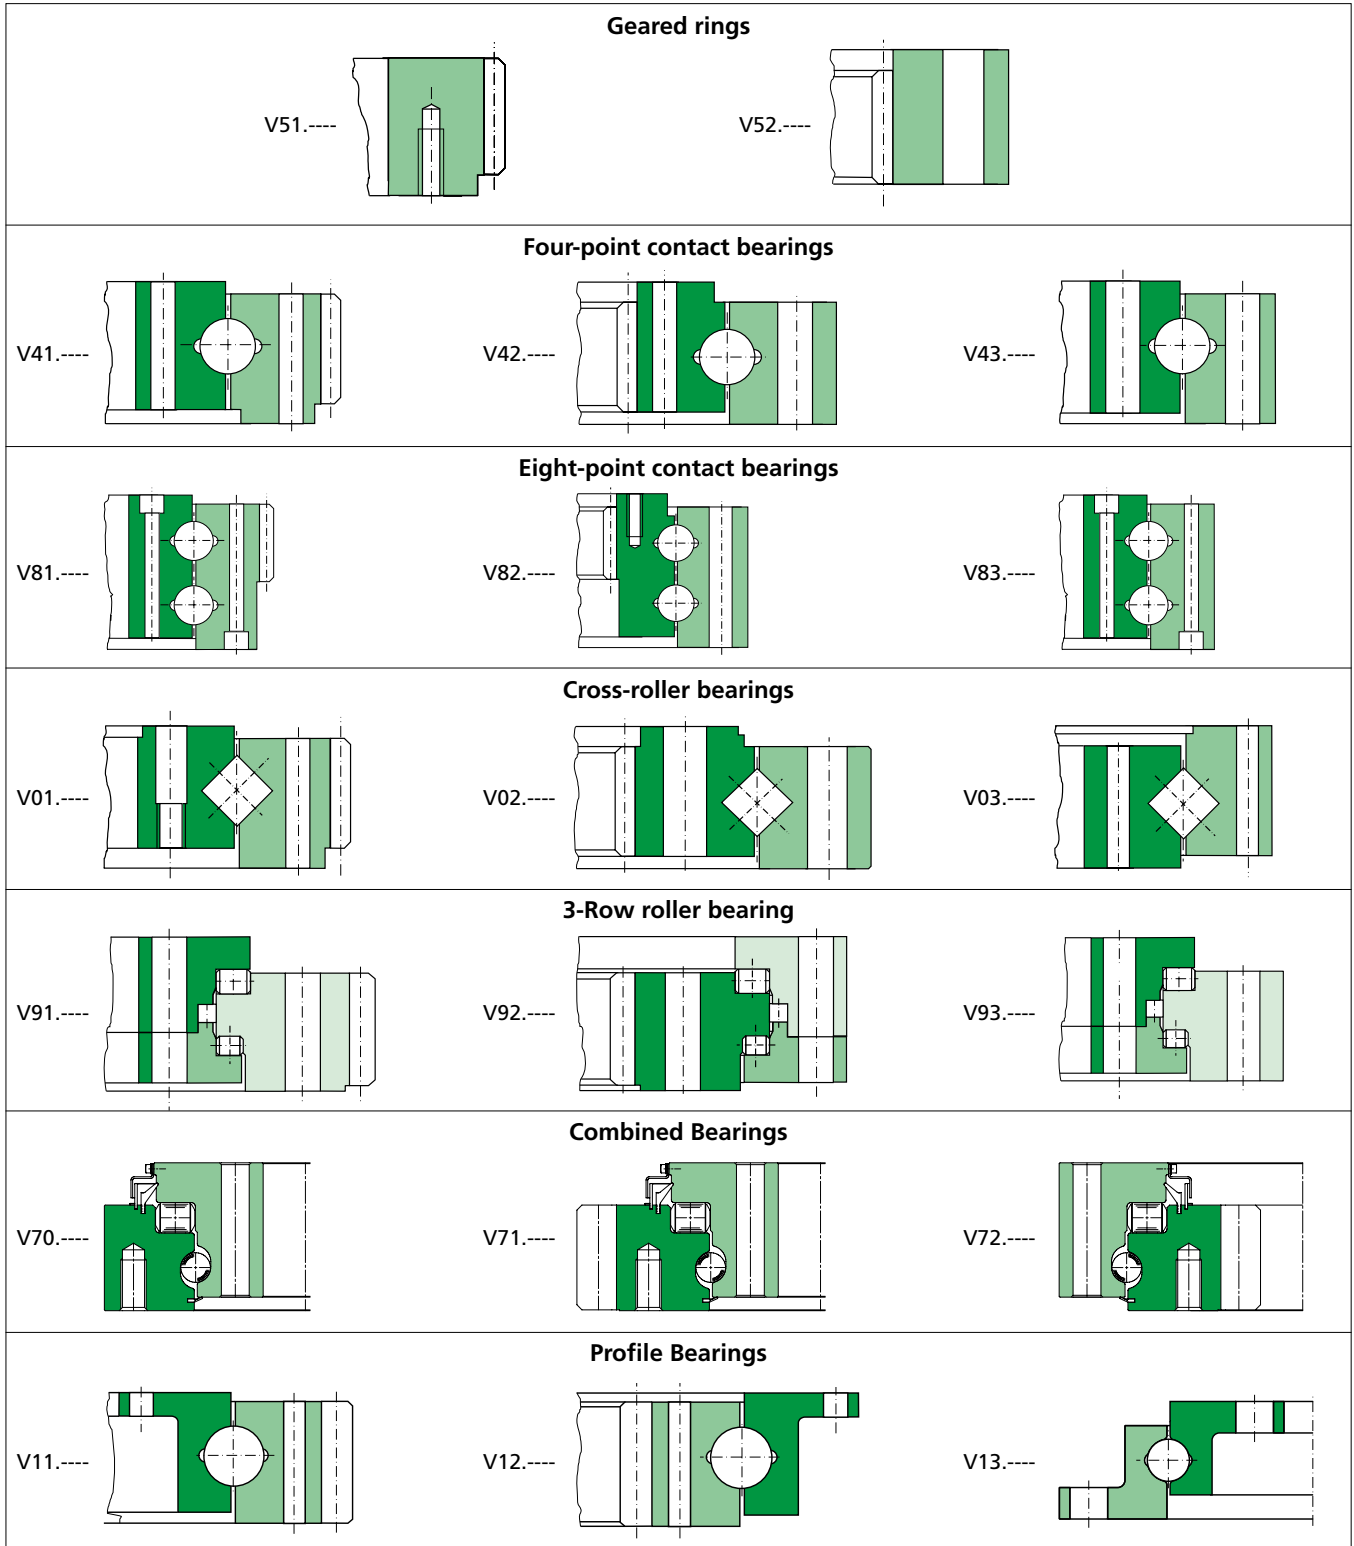 Geared rings
V51.----
V52.----
Four-point contact bearings
V41.----
V42.----
V43.----
Eight-point contact bearings
V81.----
V82.----
V83.----
Cross-roller bearings
V01.----
V02.----
V03.----
3-Row roller bearing
V91.----
V92.----
V93.----
Combined Bearings
V70.----
V71.----
V72.----
Profile Bearings
V11.----
V12.----
V13.----